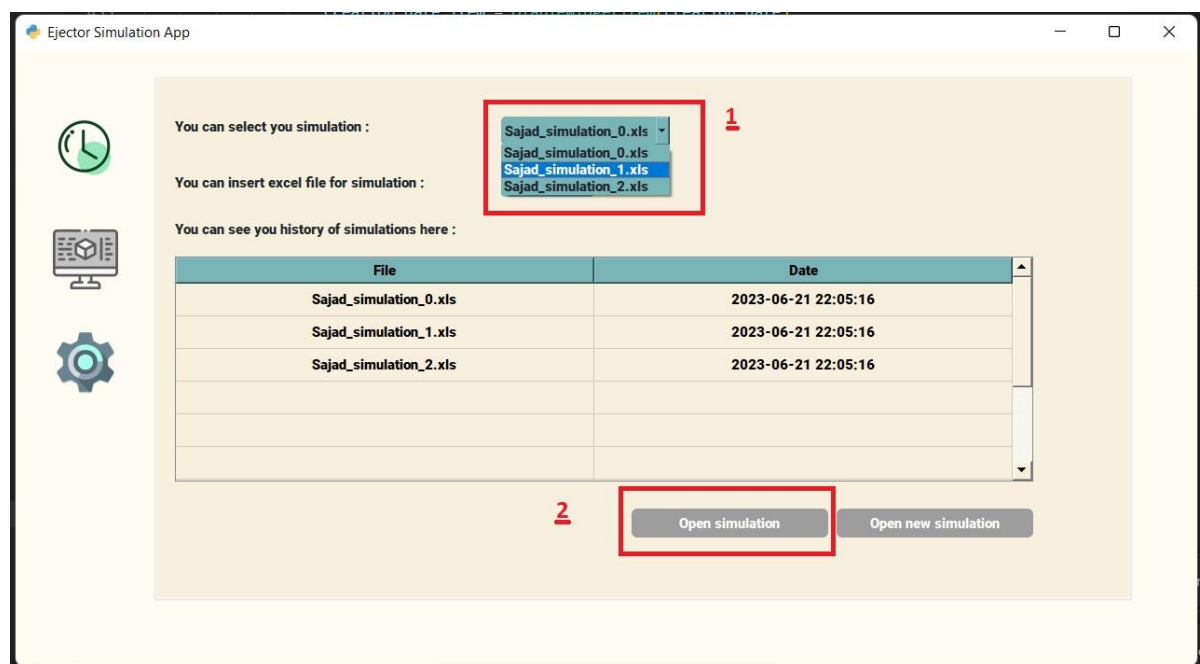 Ejector Simulation App
You can select you simulation :
Sajad_simulation_0.xls
1
Sajad_simulation_0.xls
Sajad_simulation_1.xls
Sajad_simulation_2.xls
You can insert excel file for simulation :
You can see you history of simulations here :
File Date
Sajad_simulation_0.xls 2023-06-21 22:05:16
Sajad_simulation_1.xls 2023-06-21 22:05:16
Sajad_simulation_2.xls 2023-06-21 22:05:16
2
Open simulation Open new simulation